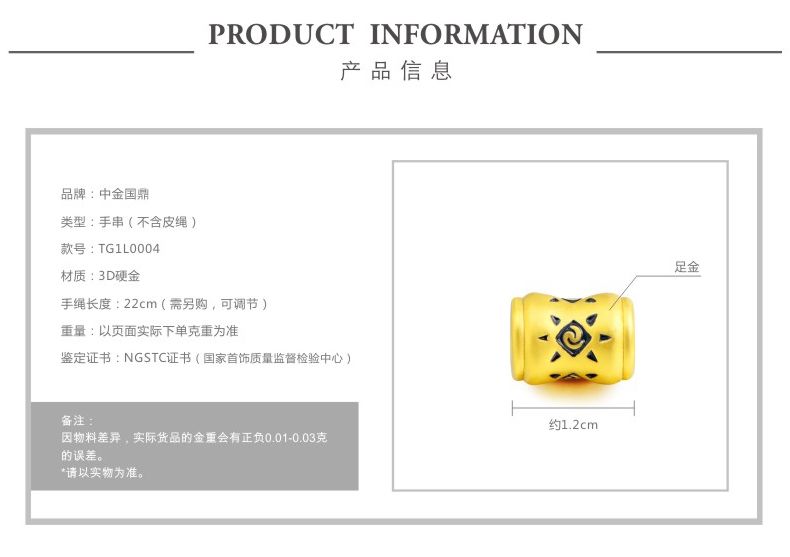 PRODUCT INFORMATION
产品信息
品牌：中金国鼎
类型：手串（不含皮绳）
款号：TG1L0004
材质：3D硬金
手绳长度：22cm（需另购，可调节）
重量：以页面实际下单克重为准
鉴定证书：NGSTC证书（国家首饰质量监督检验中心）
足金
约1.2cm
备注：
因物料差异，实际货品的金重会有正负0.01-0.03克
的误差。
*请以实物为准。